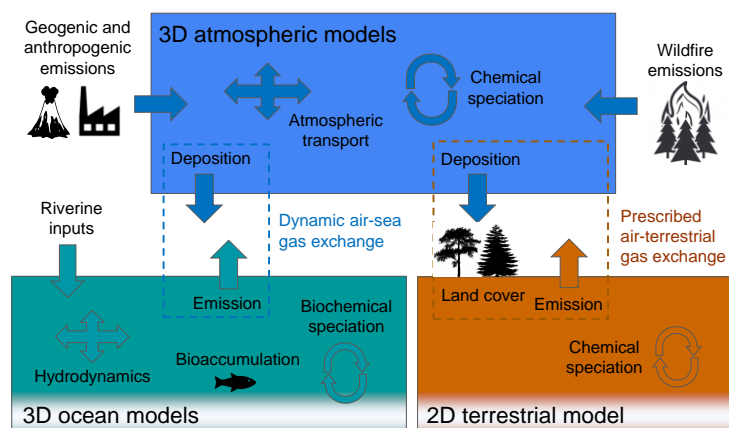 Geogenic and
anthropogenic
emissions
3D atmospheric models
Wildfire
emissions
Chemical
speciation
Atmospheric
transport
Deposition
Deposition
Riverine
inputs
Dynamic air-sea
gas exchange
Prescribed
air-terrestrial
gas exchange
Emission
Land cover
Emission
Biochemical
speciation
Bioaccumulation
Hydrodynamics
Chemical
speciation
3D ocean models
2D terrestrial model